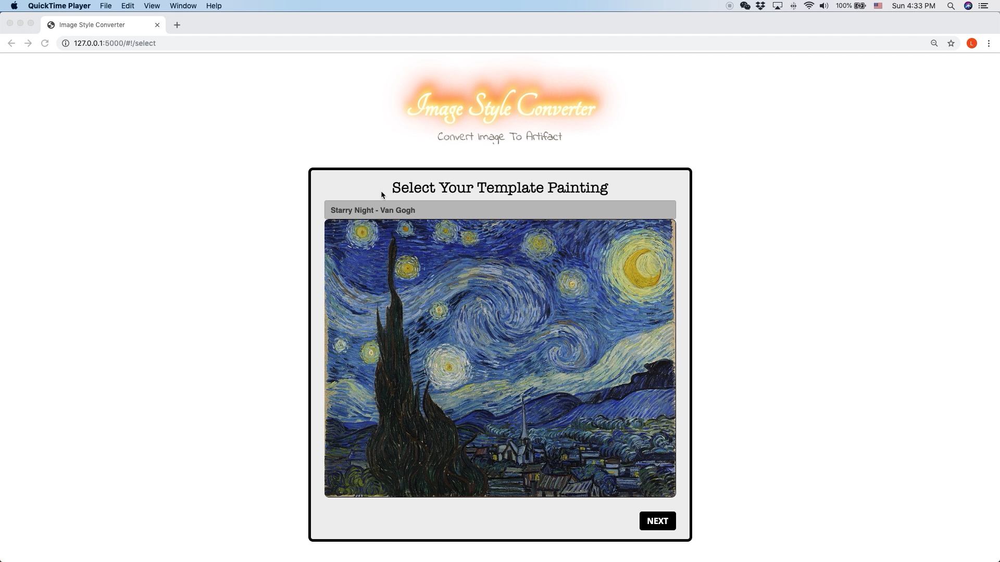 QuickTime Player File Edit View Window Help 100% Sun 4:33 PM
Image Style Converter
127.0.0.1:5000/#!/select L
Image Style Converter
Convert Image To Artifact
Select Your Template Painting
Starry Night - Van Gogh
NEXT